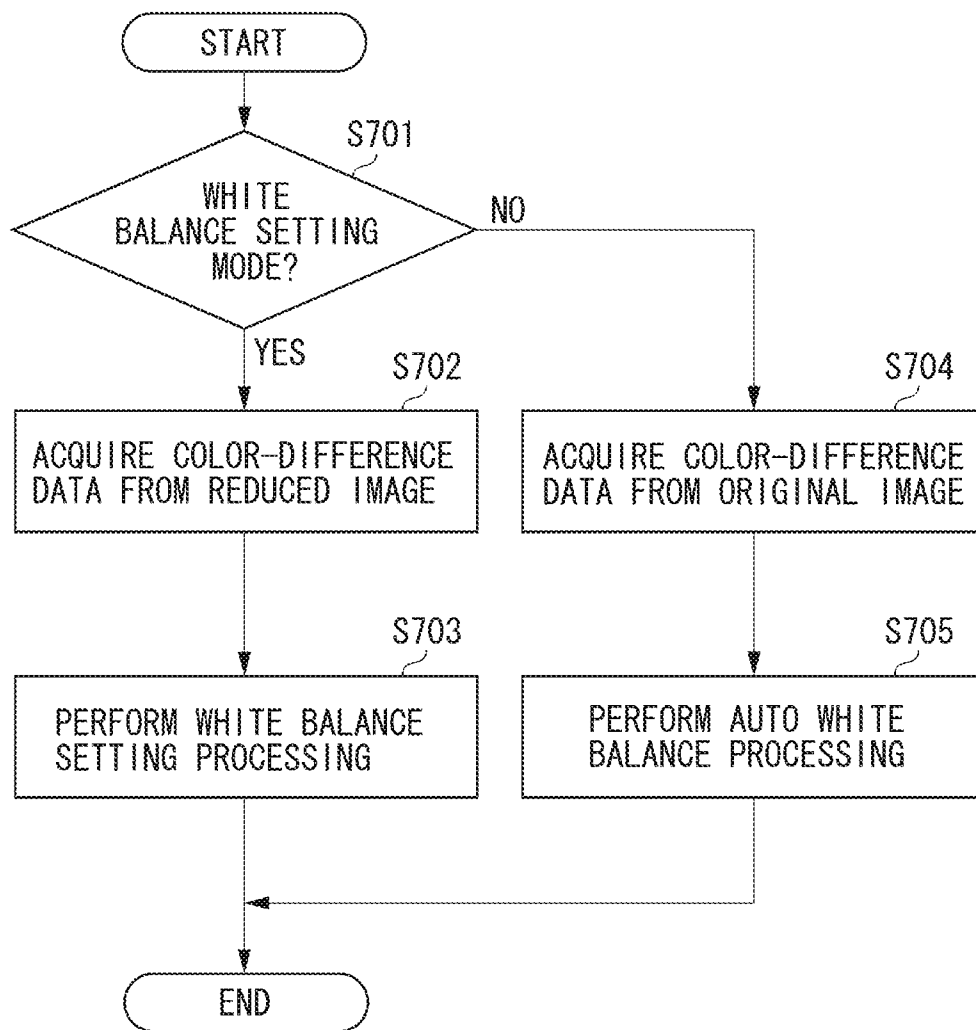 START
S701
WHITE
BALANCE SETTING
MODE?
NO
YES
S702
ACQUIRE COLOR-DIFFERENCE
DATA FROM REDUCED IMAGE
S704
ACQUIRE COLOR-DIFFERENCE
DATA FROM ORIGINAL IMAGE
S703
PERFORM WHITE BALANCE
SETTING PROCESSING
S705
PERFORM AUTO WHITE
BALANCE PROCESSING
END